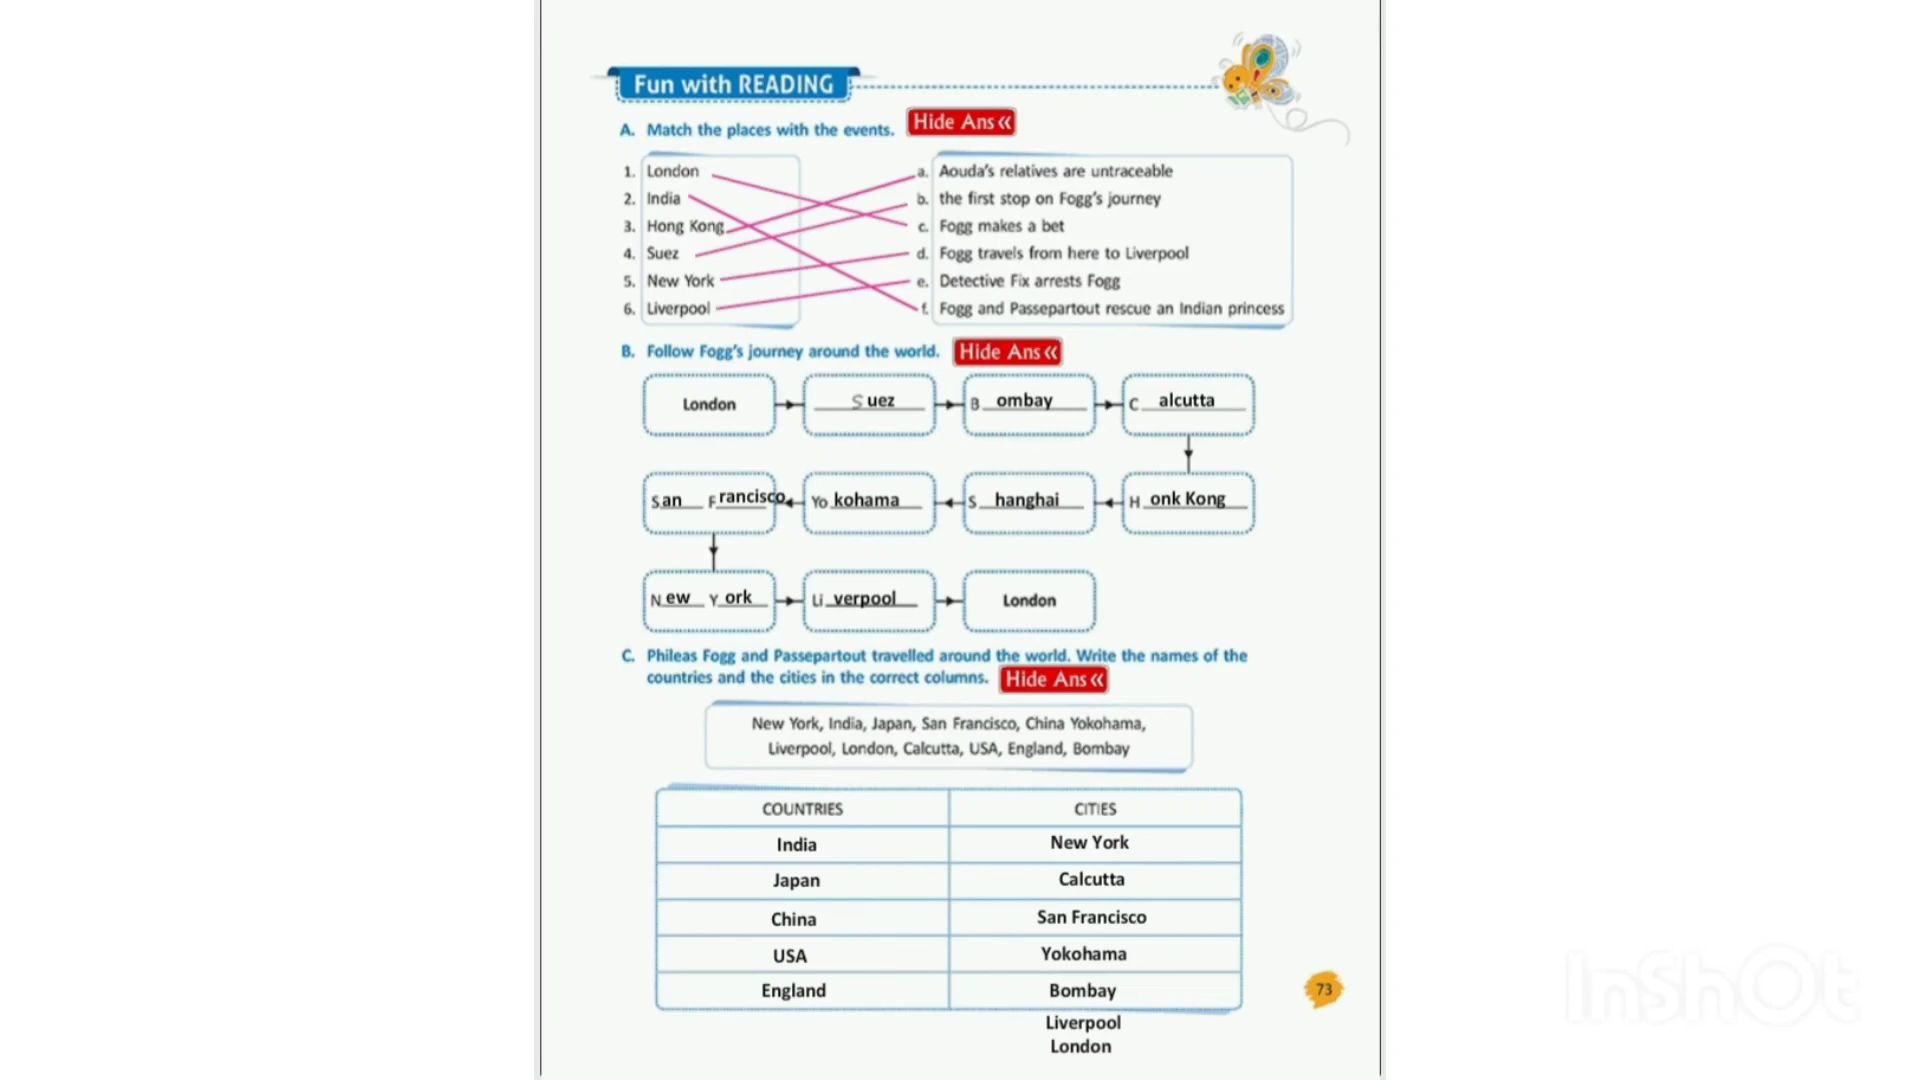 Fun with READING
A. Match the places with the events. Hide Ans «
1. London a. Aouda's relatives are untraceable
2. India b. the first stop on Fogg's journey
3. Hong Kong c. Fogg makes a bet
4. Suez d. Fogg travels from here to Liverpool
5. New York e. Detective Fix arrests Fogg
6. Liverpool f. Fogg and Passepartout rescue an Indian princess
B. Follow Fogg's journey around the world. Hide Ans «
London Suez Bombay Calcutta
San Francisco Yokohama Shanghai Honk Kong
New York Liverpool London
C. Phileas Fogg and Passepartout travelled around the world. Write the names of the
countries and the cities in the correct columns. Hide Ans «
New York, India, Japan, San Francisco, China Yokohama,
Liverpool, London, Calcutta, USA, England, Bombay
COUNTRIES CITIES
India New York
Japan Calcutta
China San Francisco
USA Yokohama
England Bombay
Liverpool
London
73
InShOt